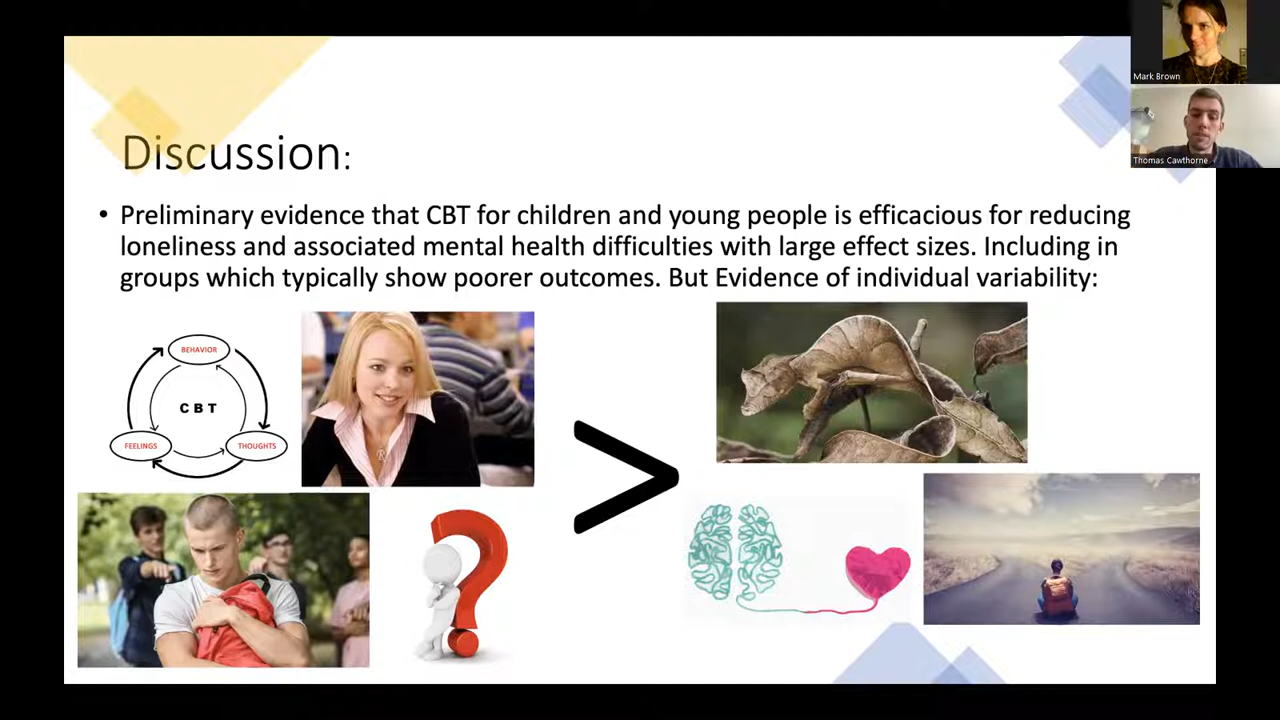 Mark Brown
Thomas Cawthorne
Discussion:
• Preliminary evidence that CBT for children and young people is efficacious for reducing
loneliness and associated mental health difficulties with large effect sizes. Including in
groups which typically show poorer outcomes. But Evidence of individual variability:
BEHAVIOR
CBT
FEELINGS
THOUGHTS
R
>
?